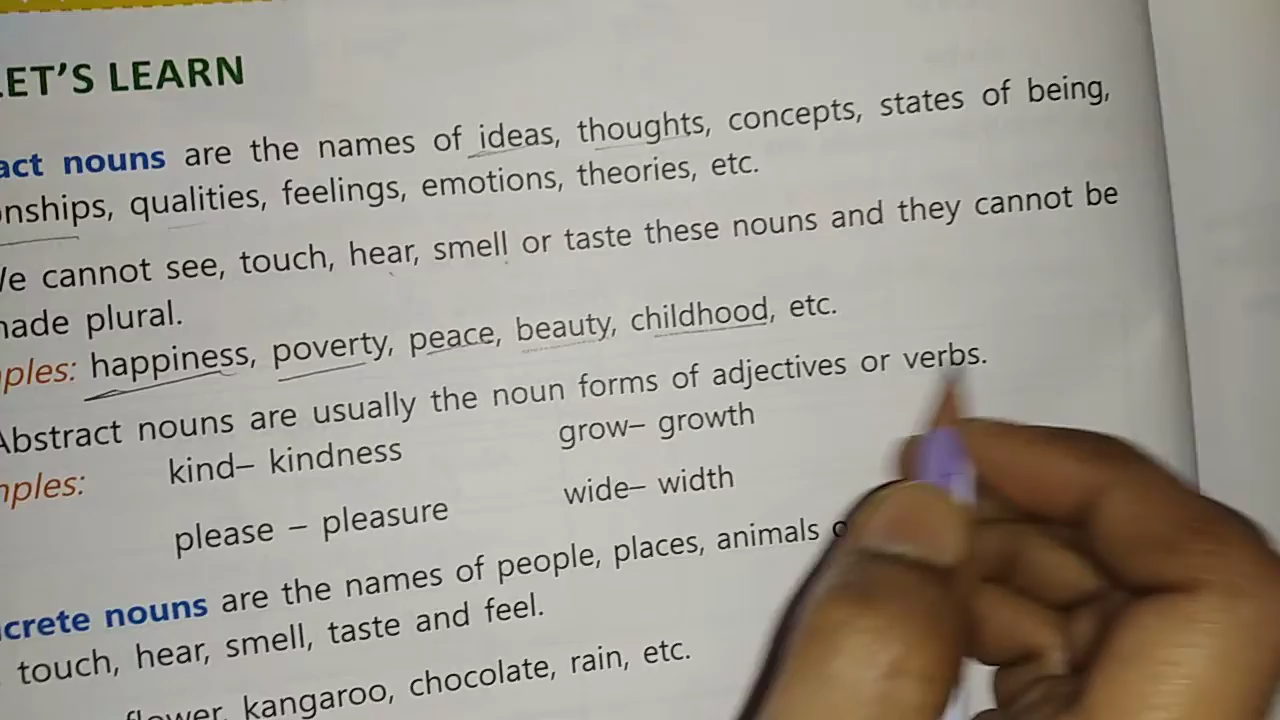 LET'S LEARN
act nouns are the names of ideas, thoughts, concepts, states of being,
onships, qualities, feelings, emotions, theories, etc.
We cannot see, touch, hear, smell or taste these nouns and they cannot be
made plural.
mples: happiness, poverty, peace, beauty, childhood, etc.
Abstract nouns are usually the noun forms of adjectives or verbs.
mples: kind– kindness grow– growth
please – pleasure wide– width
crete nouns are the names of people, places, animals
touch, hear, smell, taste and feel.
flower, kangaroo, chocolate, rain, etc.